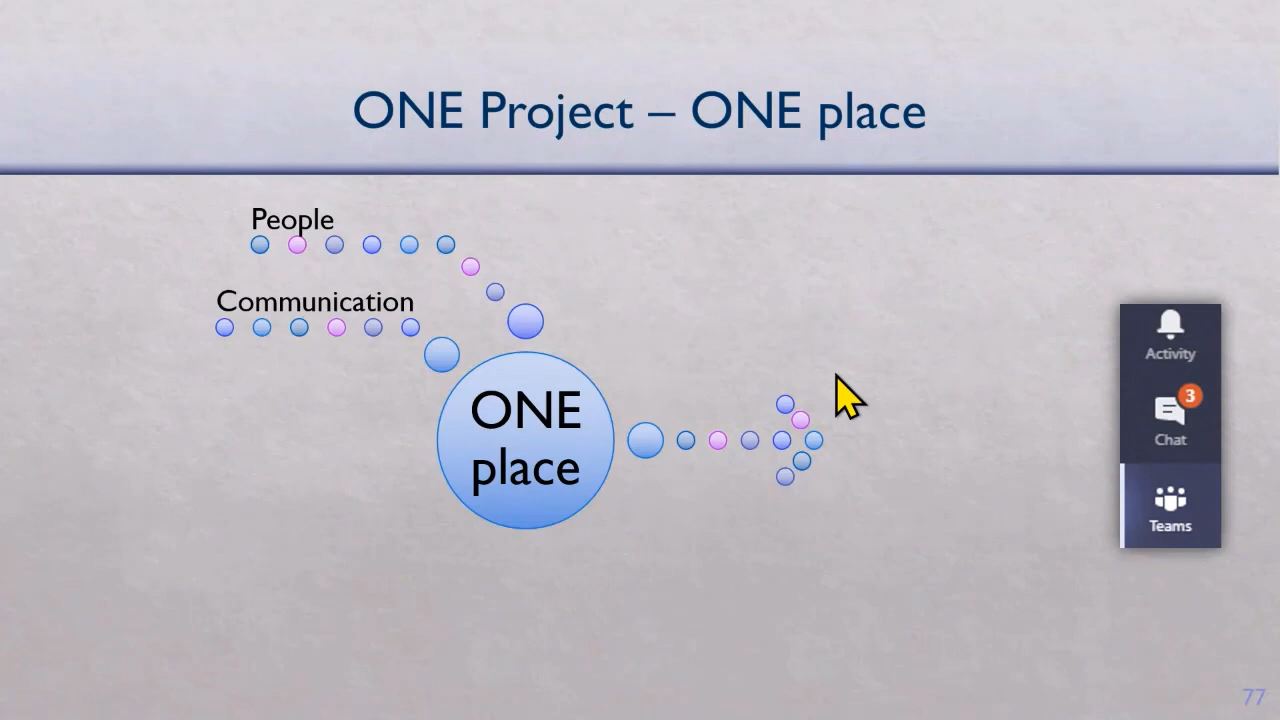 ONE Project – ONE place
People
Communication
ONE
place
Activity
3
Chat
Teams
77